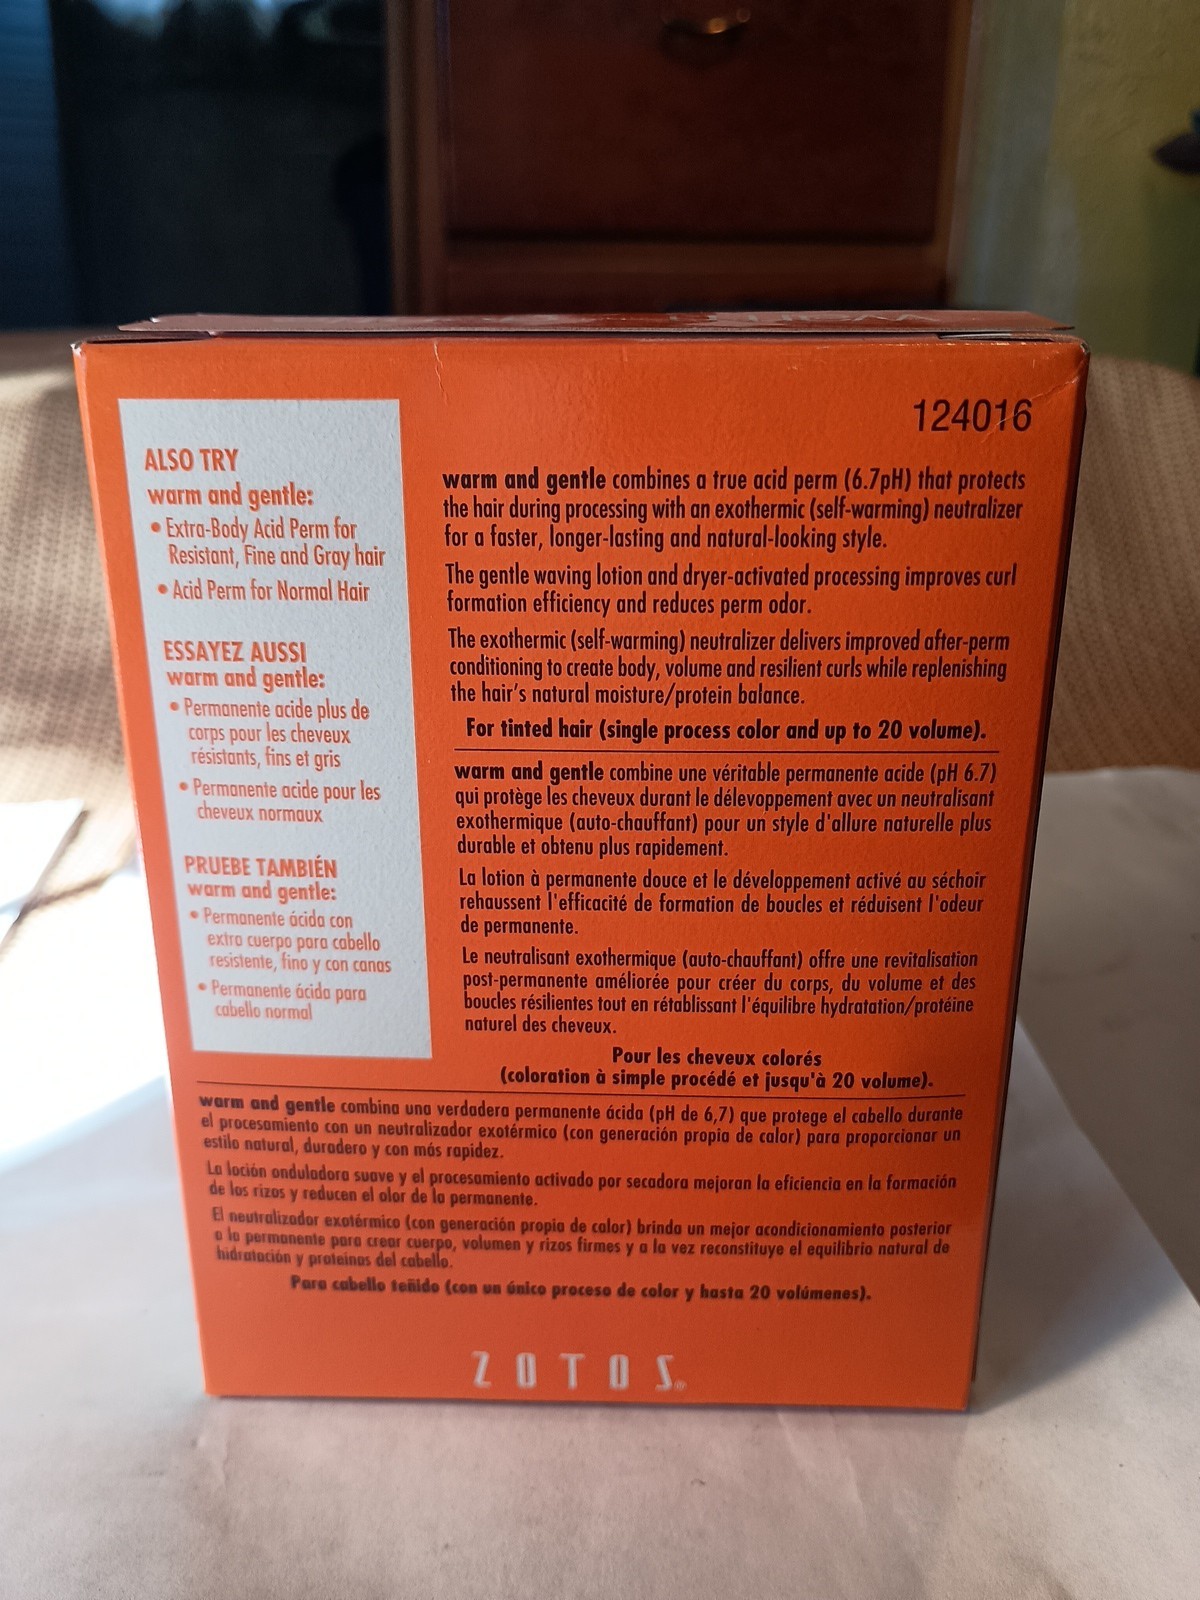 124016
ALSO TRY
warm and gentle:
• Extra-Body Acid Perm for
Resistant, Fine and Gray hair
• Acid Perm for Normal Hair
ESSAYEZ AUSSI
warm and gentle:
• Permanente acide plus de
corps pour les cheveux
résistants, fins et gris
• Permanente acide pour les
cheveux normaux
PRUEBE TAMBIÉN
warm and gentle:
• Permanente ácida con
extra cuerpo para cabello
resistente, fino y con canas
• Permanente ácida para
cabello normal
warm and gentle combines a true acid perm (6.7pH) that protects
the hair during processing with an exothermic (self-warming) neutralizer
for a faster, longer-lasting and natural-looking style.
The gentle waving lotion and dryer-activated processing improves curl
formation efficiency and reduces perm odor.
The exothermic (self-warming) neutralizer delivers improved after-perm
conditioning to create body, volume and resilient curls while replenishing
the hair's natural moisture/protein balance.
For tinted hair (single process color and up to 20 volume).
warm and gentle combine une véritable permanente acide (pH 6.7)
qui protège les cheveux durant le délevoppement avec un neutralisant
exothermique (auto-chauffant) pour un style d'allure naturelle plus
durable et obtenu plus rapidement.
La lotion à permanente douce et le développement activé au séchoir
rehaussent l'efficacité de formation de boucles et réduisent l'odeur
de permanente.
Le neutralisant exothermique (auto-chauffant) offre une revitalisation
post-permanente améliorée pour créer du corps, du volume et des
boucles résilientes tout en rétablissant l'équilibre hydratation/protéine
naturel des cheveux.
Pour les cheveux colorés
(coloration à simple procédé et jusqu'à 20 volume).
warm and gentle combina una verdadera permanente ácida (pH de 6,7) que protege el cabello durante
el procesamiento con un neutralizador exotérmico (con generación propia de calor) para proporcionar un
estilo natural, duradero y con más rapidez.
La loción onduladora suave y el procesamiento activado por secadora mejoran la eficiencia en la formación
de los rizos y reducen el olor de la permanente.
El neutralizador exotérmico (con generación propia de calor) brinda un mejor acondicionamiento posterior
a la permanente para crear cuerpo, volumen y rizos firmes y a la vez reconstituye el equilibrio natural de
hidratación y proteínas del cabello.
Para cabello teñido (con un único proceso de color y hasta 20 volúmenes).
ZOTOS®